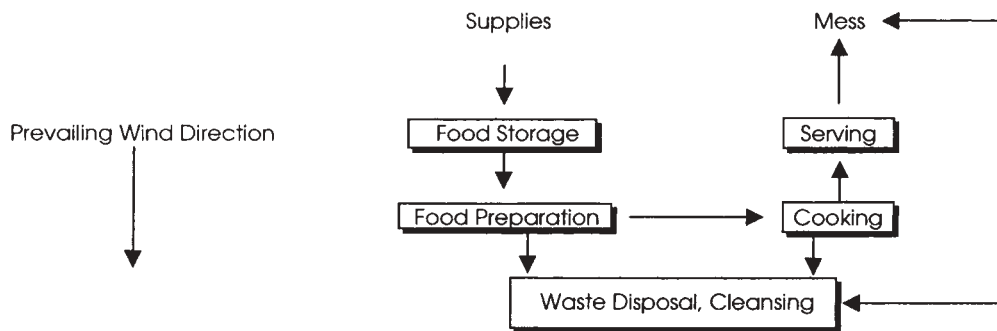 Supplies
Mess
Prevailing Wind Direction
Food Storage
Serving
Food Preparation
Cooking
Waste Disposal, Cleansing